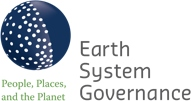 Earth
System
Governance
People, Places,
and the Planet